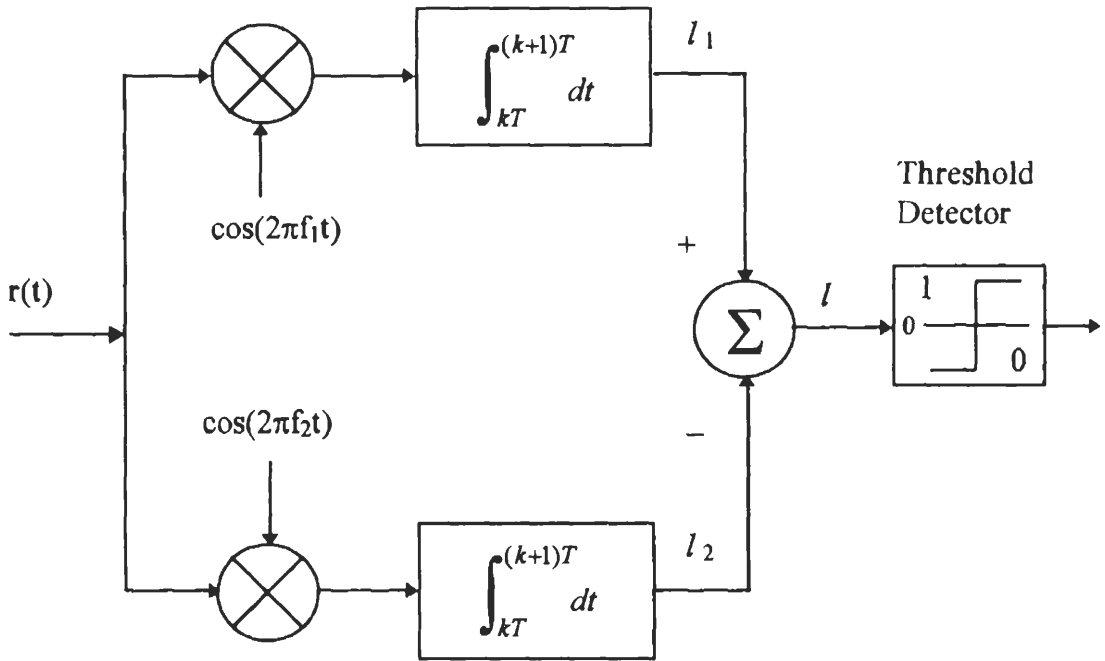 l₁
∫ (k+1)T kT dt
cos(2πf₁t)
Threshold
Detector
+
r(t)
Σ
l
1
0
0
cos(2πf₂t)
−
l₂
∫ (k+1)T kT dt